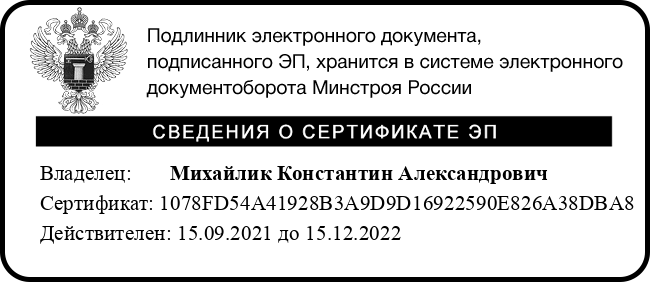 Подлинник электронного документа,
подписанного ЭП, хранится в системе электронного
документоборота Минстроя России
СВЕДЕНИЯ О СЕРТИФИКАТЕ ЭП
Владелец: Михайлик Константин Александрович
Сертификат: 1078FD54A41928B3A9D9D16922590E826A38DBA8
Действителен: 15.09.2021 до 15.12.2022